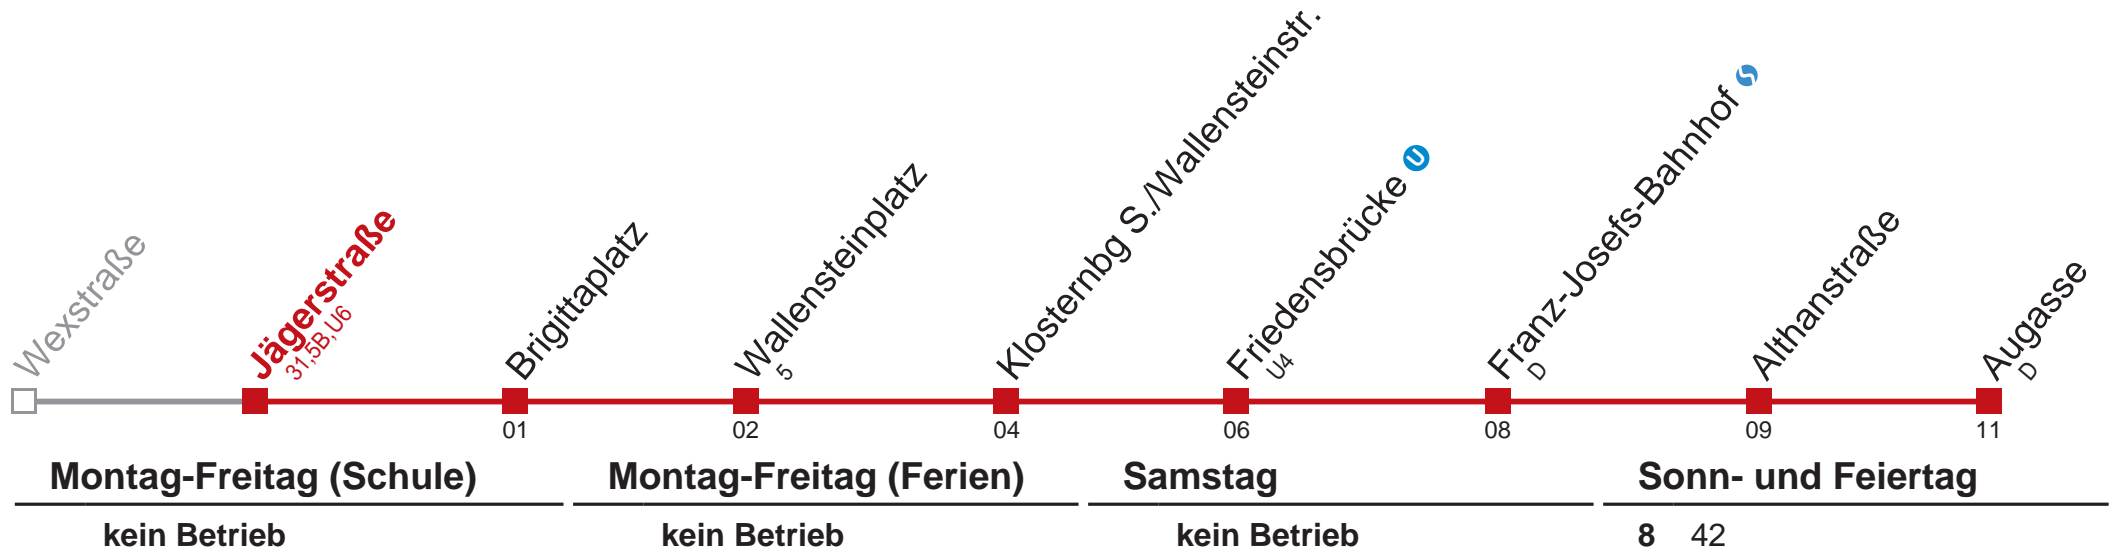 Wexstraße
Jägerstraße
31,5B,U6
Brigittaplatz
Wallensteinplatz
5
Klosternbg S./Wallensteinstr.
Friedensbrücke U
U4
Franz-Josefs-Bahnhof S
D
Althanstraße
Augasse
D
01 02 04 06 08 09 11
Montag-Freitag (Schule) Montag-Freitag (Ferien) Samstag Sonn- und Feiertag
kein Betrieb kein Betrieb kein Betrieb 8 42